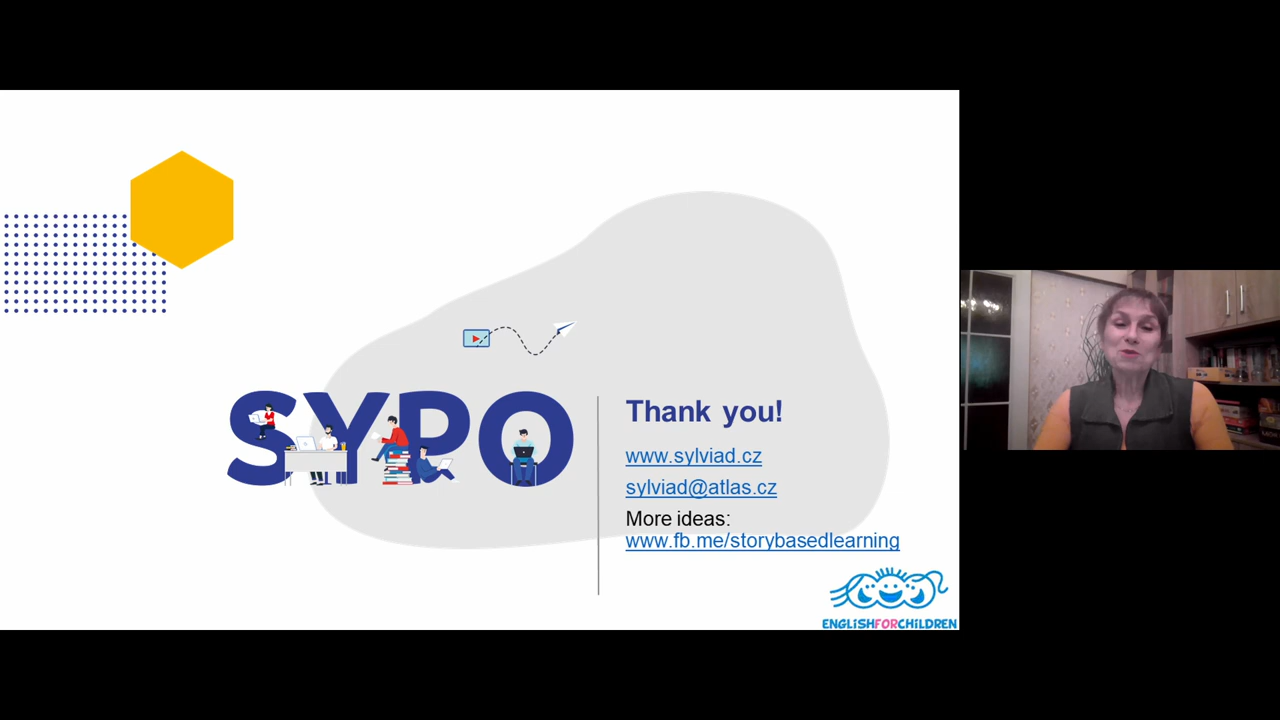 SYPO
Thank you!
www.sylviad.cz
sylviad@atlas.cz
More ideas:
www.fb.me/storybasedlearning
ENGLISHFORCHILDREN